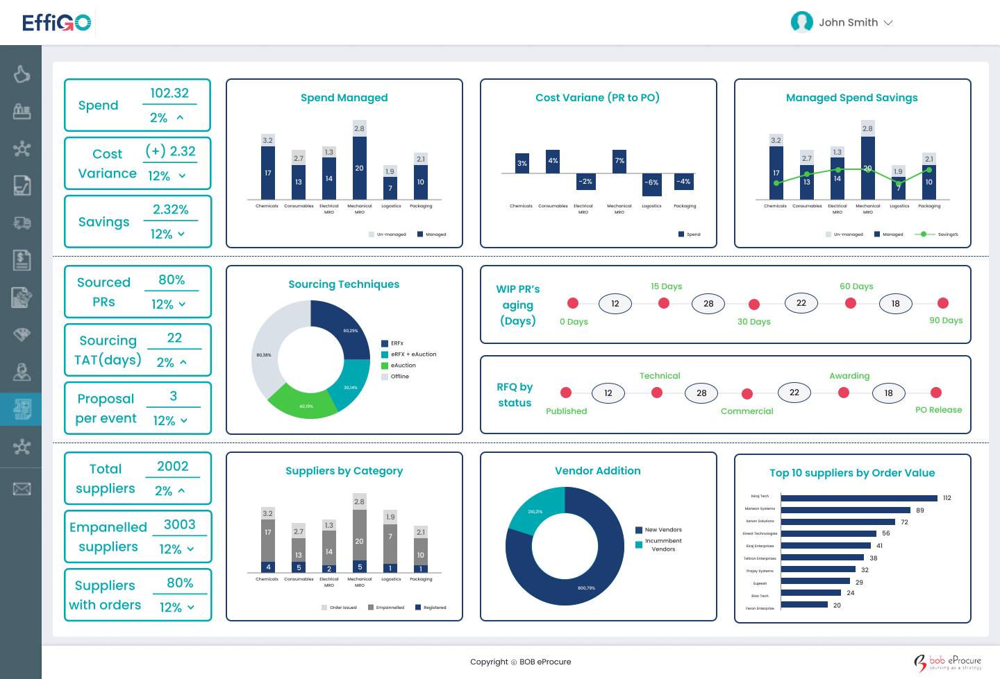 EffiGO
John Smith
Spend
102.32
2%
Cost
Variance
(+) 2.32
12%
Savings
2.32%
12%
Spend Managed
3.2
17
2.7
13
1.3
14
2.8
20
1.9
7
2.1
10
Chemicals
Consumables
Electrical
MRO
Mechanical
MRO
Logostics
Packaging
Un-managed
Managed
Cost Variane (PR to PO)
3%
4%
-2%
7%
-6%
-4%
Chemicals
Consumables
Electrical
MRO
Mechanical
MRO
Logostics
Packaging
Spend
Managed Spend Savings
3.2
17
2.7
13
1.3
14
2.8
20
1.9
7
2.1
10
Chemicals
Consumables
Electrical
MRO
Mechanical
MRO
Logostics
Packaging
Un-managed
Managed
Savings%
Sourced
PRs
80%
12%
Sourcing
TAT(days)
22
2%
Proposal
per event
3
12%
Sourcing Techniques
60,29%
30,14%
40,19%
80,38%
ERFx
eRFX + eAuction
eAuction
Offline
WIP PR's
aging
(Days)
0 Days
12
15 Days
28
30 Days
22
60 Days
18
90 Days
RFQ by
status
Published
12
Technical
28
Commercial
22
Awarding
18
PO Release
Total
suppliers
2002
2%
Empanelled
suppliers
3003
12%
Suppliers
with orders
80%
12%
Suppliers by Category
3.2
17
4
2.7
13
5
1.3
14
2
2.8
20
5
1.9
7
1
2.1
10
1
Chemicals
Consumables
Electrical
MRO
Mechanical
MRO
Logostics
Packaging
Order Issued
Empannelled
Registered
Vendor Addition
210,21%
800,79%
New Vendors
Incummbent
Vendors
Top 10 suppliers by Order Value
Niraj Tech 112
Maneon Systems 89
Xenon Solutions 72
Sinest Technologies 56
Siraj Enterprises 41
Teltron Enterprises 38
Prajay Systems 32
Sujeesh 29
Rion Tech 24
Feron Enterprise 20
Copyright © BOB eProcure
bob eProcure
sourcing as a strategy